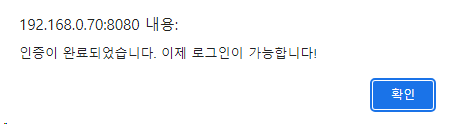 192.168.0.70:8080 내용:
인증이 완료되었습니다. 이제 로그인이 가능합니다!
확인